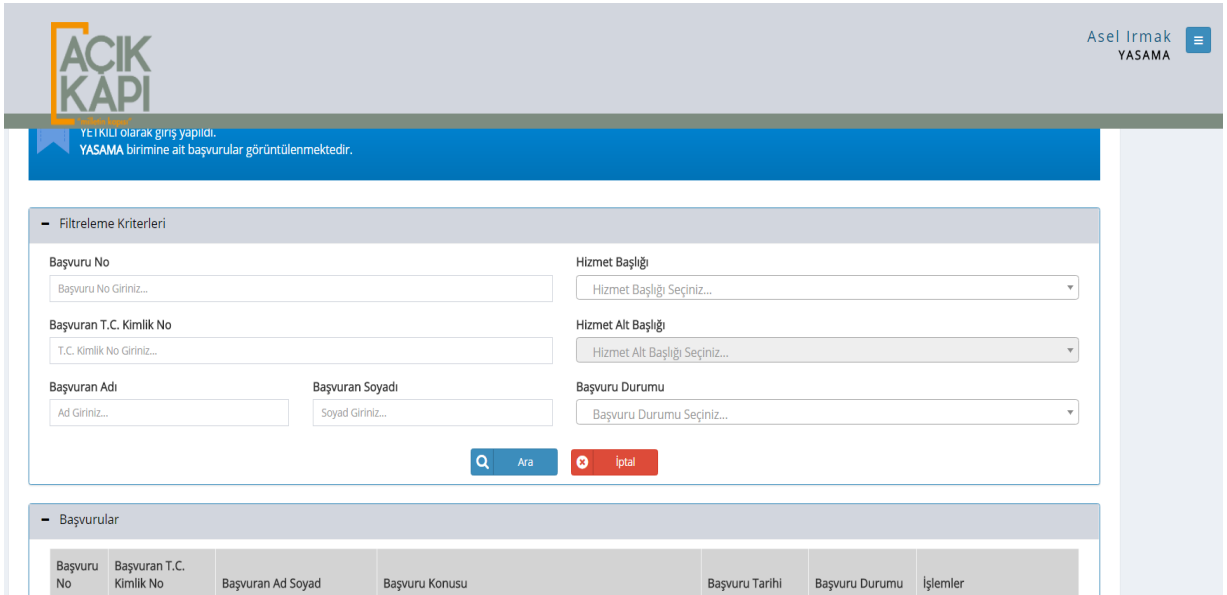 AÇIK
KAPI
"milletin kapısı"
Asel Irmak
YASAMA
YETKİLİ olarak giriş yapıldı.
YASAMA birimine ait başvurular görüntülenmektedir.
Filtreleme Kriterleri
Başvuru No
Hizmet Başlığı
Başvuru No Giriniz...
Hizmet Başlığı Seçiniz...
Başvuran T.C. Kimlik No
Hizmet Alt Başlığı
T.C. Kimlik No Giriniz...
Hizmet Alt Başlığı Seçiniz...
Başvuran Adı
Başvuran Soyadı
Başvuru Durumu
Ad Giriniz...
Soyad Giriniz...
Başvuru Durumu Seçiniz...
Ara
İptal
Başvurular
Başvuru No
Başvuran T.C. Kimlik No
Başvuran Ad Soyad
Başvuru Konusu
Başvuru Tarihi
Başvuru Durumu
İşlemler